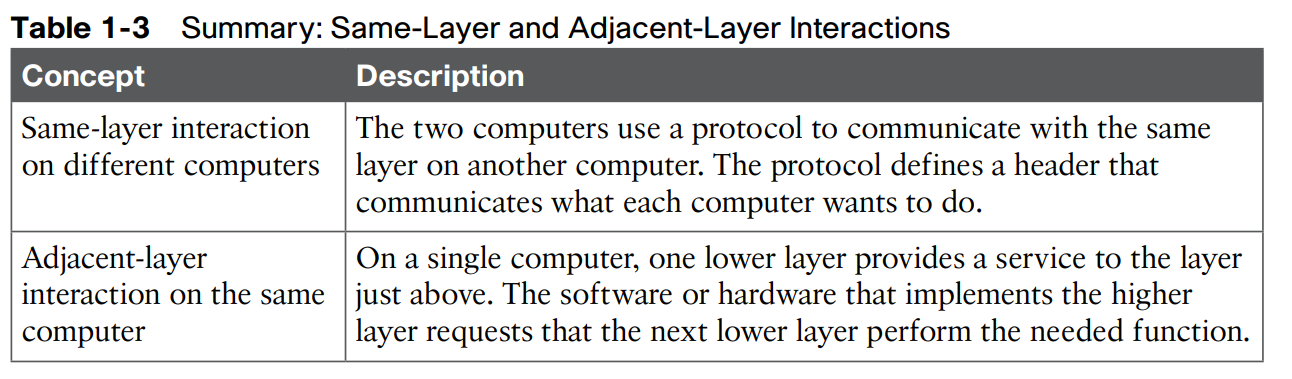 Table 1-3 Summary: Same-Layer and Adjacent-Layer Interactions
Concept Description
Same-layer interaction
on different computers
The two computers use a protocol to communicate with the same
layer on another computer. The protocol defines a header that
communicates what each computer wants to do.
Adjacent-layer
interaction on the same
computer
On a single computer, one lower layer provides a service to the layer
just above. The software or hardware that implements the higher
layer requests that the next lower layer perform the needed function.